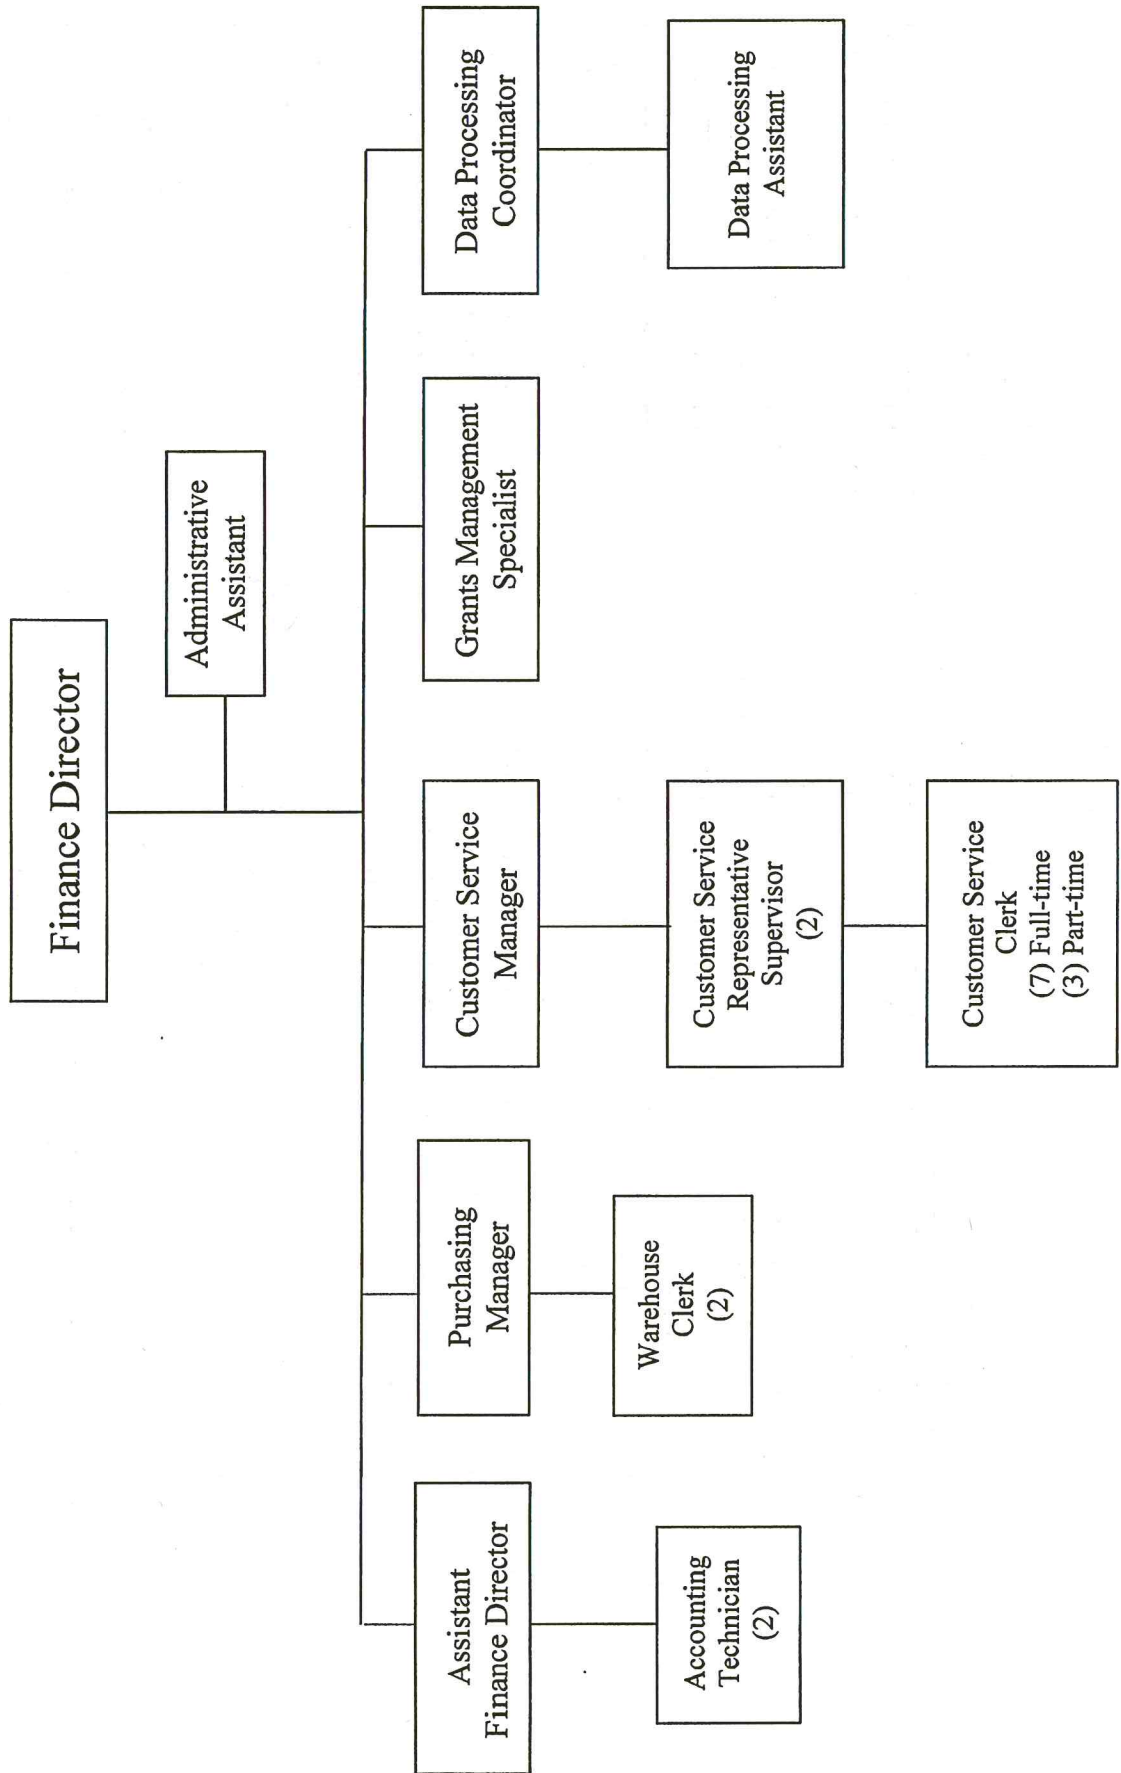 Finance Director
Administrative
Assistant
Assistant
Finance Director
Purchasing
Manager
Customer Service
Manager
Grants Management
Specialist
Data Processing
Coordinator
Accounting
Technician
(2)
Warehouse
Clerk
(2)
Customer Service
Representative
Supervisor
(2)
Data Processing
Assistant
Customer Service
Clerk
(7) Full-time
(3) Part-time